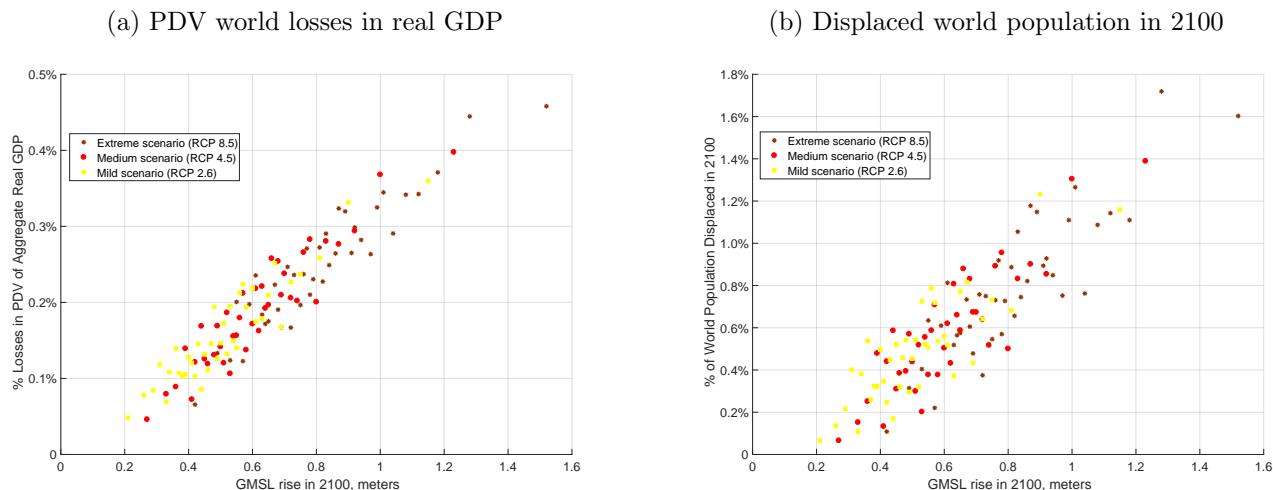 (a) PDV world losses in real GDP
% Losses in PDV of Aggregate Real GDP
0.5%
0.4%
0.3%
0.2%
0.1%
0
Extreme scenario (RCP 8.5)
Medium scenario (RCP 4.5)
Mild scenario (RCP 2.6)
0 0.2 0.4 0.6 0.8 1 1.2 1.4 1.6
GMSL rise in 2100, meters
(b) Displaced world population in 2100
% of World Population Displaced in 2100
1.8%
1.6%
1.4%
1.2%
1.0%
0.8%
0.6%
0.4%
0.2%
0
Extreme scenario (RCP 8.5)
Medium scenario (RCP 4.5)
Mild scenario (RCP 2.6)
0 0.2 0.4 0.6 0.8 1 1.2 1.4 1.6
GMSL rise in 2100, meters